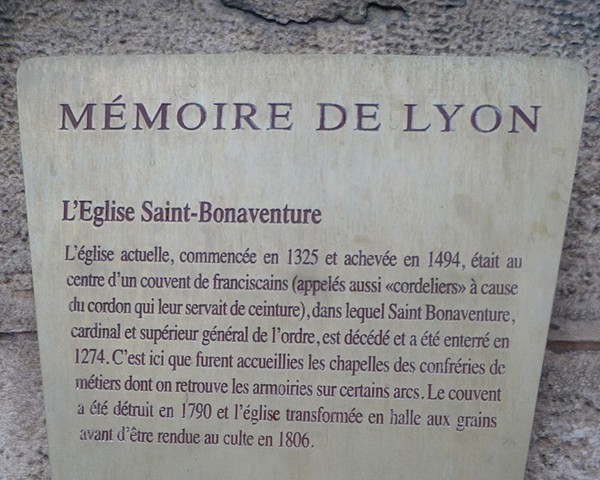 MÉMOIRE DE LYON
L'Eglise Saint-Bonaventure
L'église actuelle, commencée en 1325 et achevée en 1494, était au
centre d'un couvent de franciscains (appelés aussi «cordeliers» à cause
du cordon qui leur servait de ceinture), dans lequel Saint Bonaventure,
cardinal et supérieur général de l'ordre, est décédé et a été enterré en
1274. C'est ici que furent accueillies les chapelles des confréries de
métiers dont on retrouve les armoiries sur certains arcs. Le couvent
a été détruit en 1790 et l'église transformée en halle aux grains
avant d'être rendue au culte en 1806.